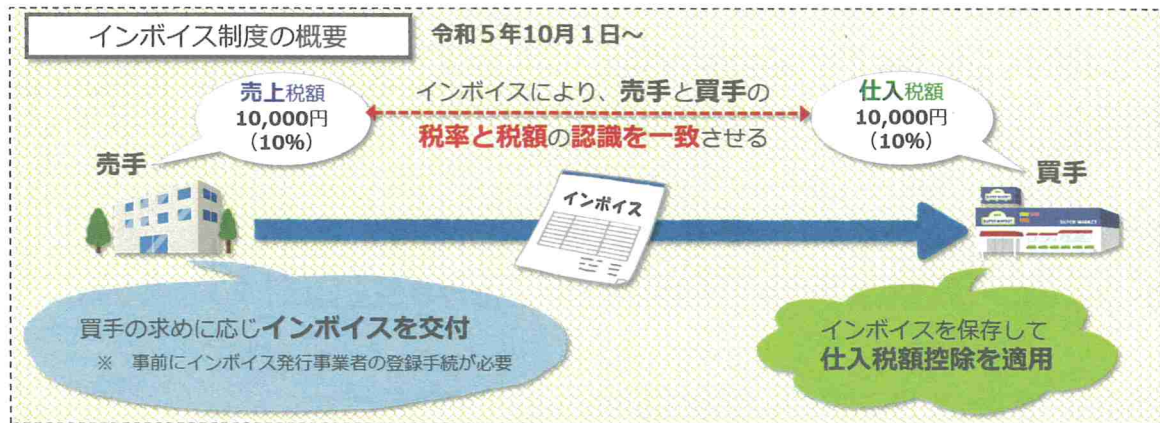 インボイス制度の概要
令和5年10月1日~
売上税額
10,000円
(10%)
インボイスにより、売手と買手の
税率と税額の認識を一致させる
仕入税額
10,000円
(10%)
売手
買手
インボイス
SUPER MARKET
SUPER MARKET
買手の求めに応じインボイスを交付
※ 事前にインボイス発行事業者の登録手続が必要
インボイスを保存して
仕入税額控除を適用